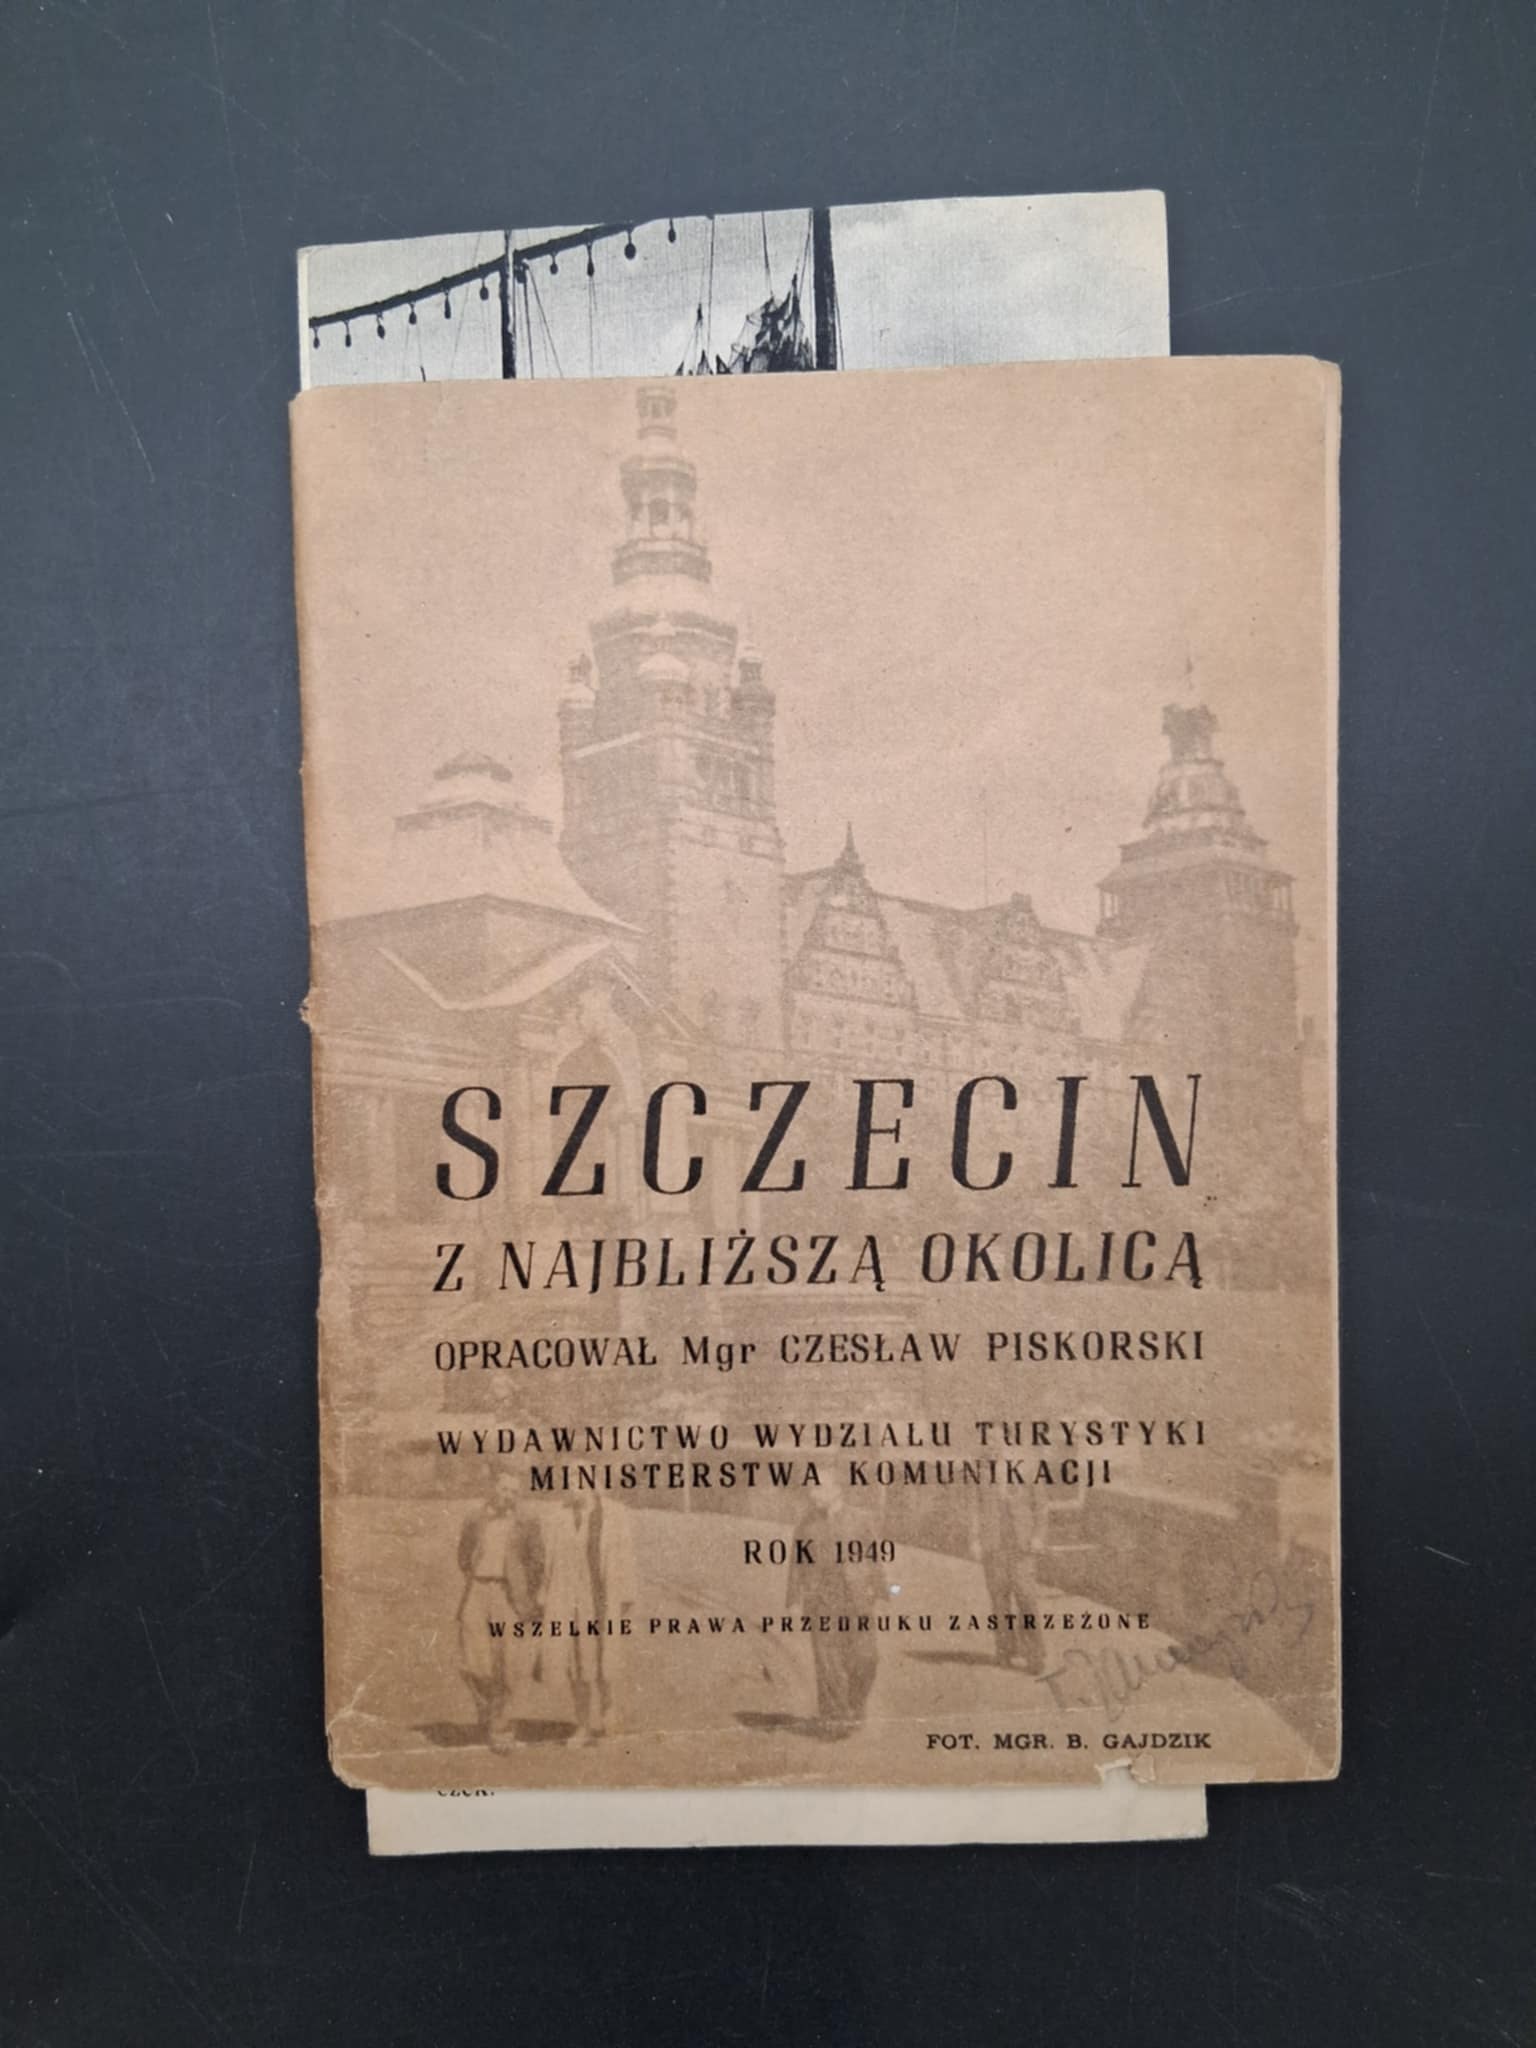 SZCZECIN
Z NAJBLIŻSZĄ OKOLICĄ
OPRACOWAŁ Mgr CZESŁAW PISKORSKI
WYDAWNICTWO WYDZIALU TURYSTYKI
MINISTERSTWA KOMUNIKACJI
ROK 1949
WSZELKIE PRAWA PRZEDRUKU ZASTRZEŻONE
FOT. MGR. B. GAJDZIK